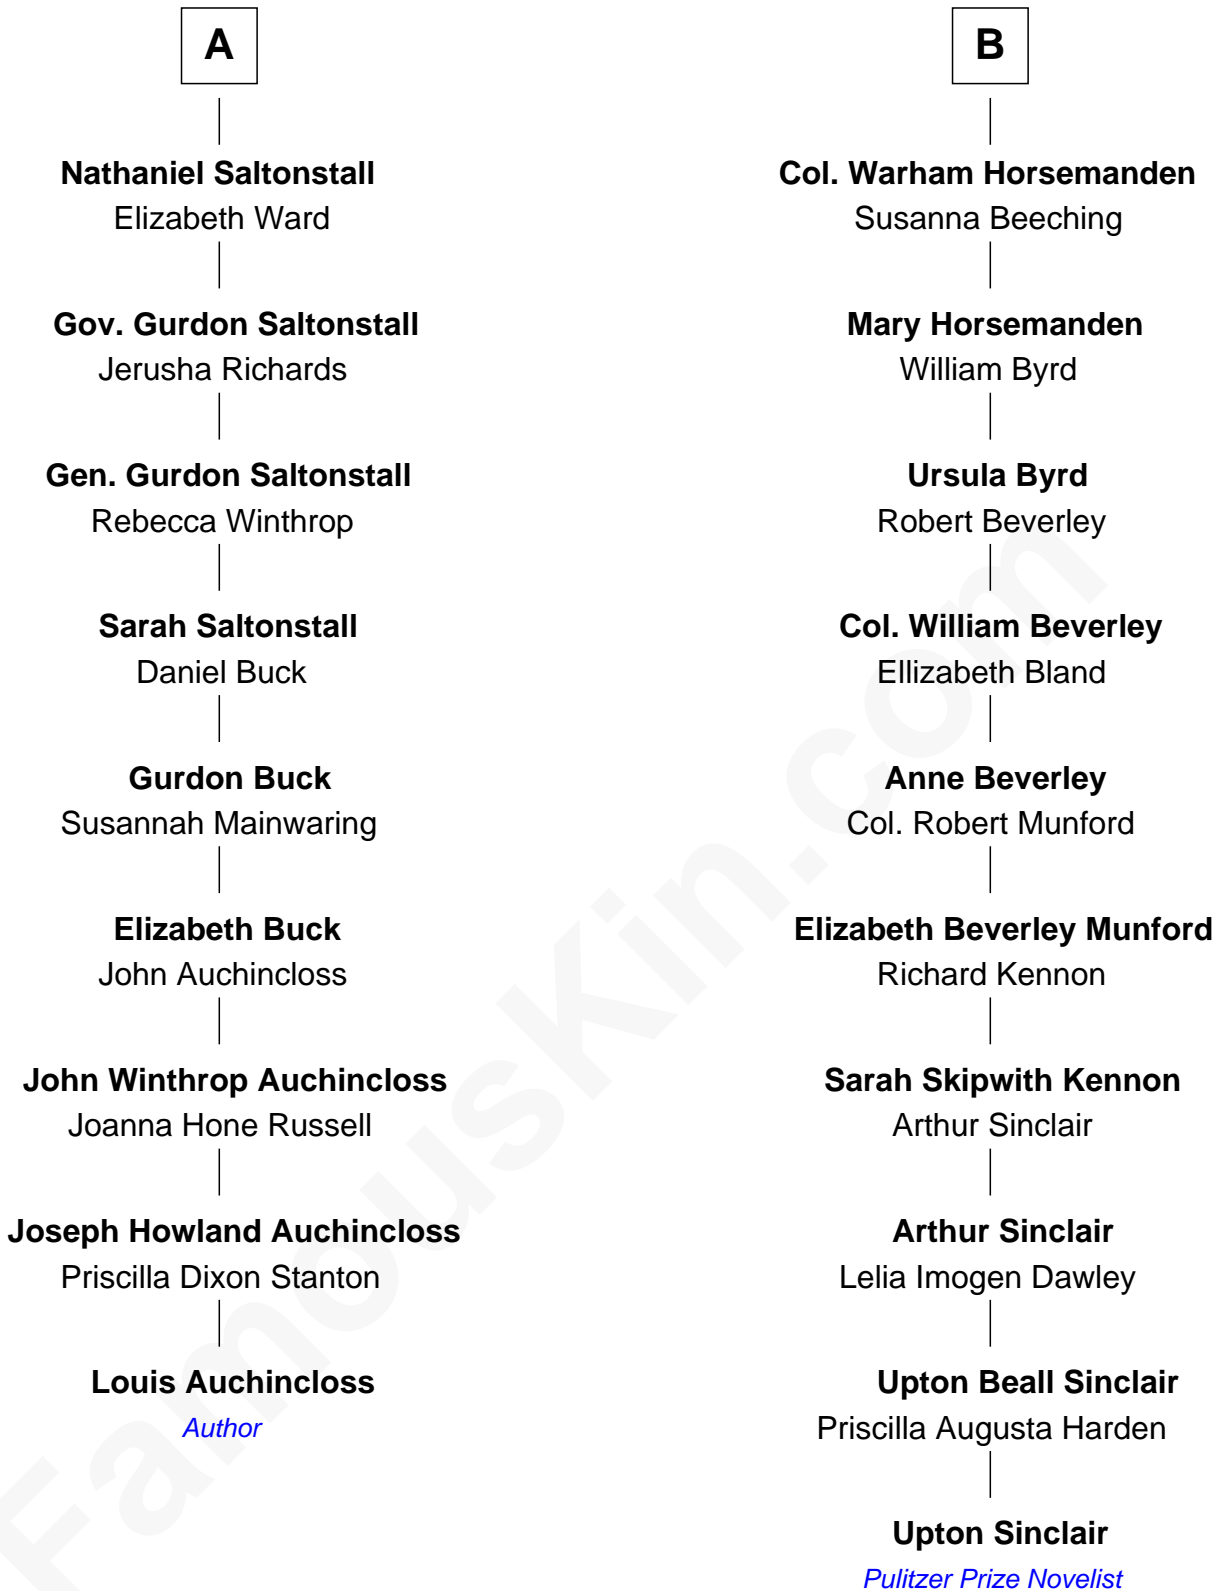 A
Nathaniel Saltonstall
Elizabeth Ward
Gov. Gurdon Saltonstall
Jerusha Richards
Gen. Gurdon Saltonstall
Rebecca Winthrop
Sarah Saltonstall
Daniel Buck
Gurdon Buck
Susannah Mainwaring
Elizabeth Buck
John Auchincloss
John Winthrop Auchincloss
Joanna Hone Russell
Joseph Howland Auchincloss
Priscilla Dixon Stanton
Louis Auchincloss
Author
B
Col. Warham Horsemanden
Susanna Beeching
Mary Horsemanden
William Byrd
Ursula Byrd
Robert Beverley
Col. William Beverley
Ellizabeth Bland
Anne Beverley
Col. Robert Munford
Elizabeth Beverley Munford
Richard Kennon
Sarah Skipwith Kennon
Arthur Sinclair
Arthur Sinclair
Lelia Imogen Dawley
Upton Beall Sinclair
Priscilla Augusta Harden
Upton Sinclair
Pulitzer Prize Novelist
FamousKin.com